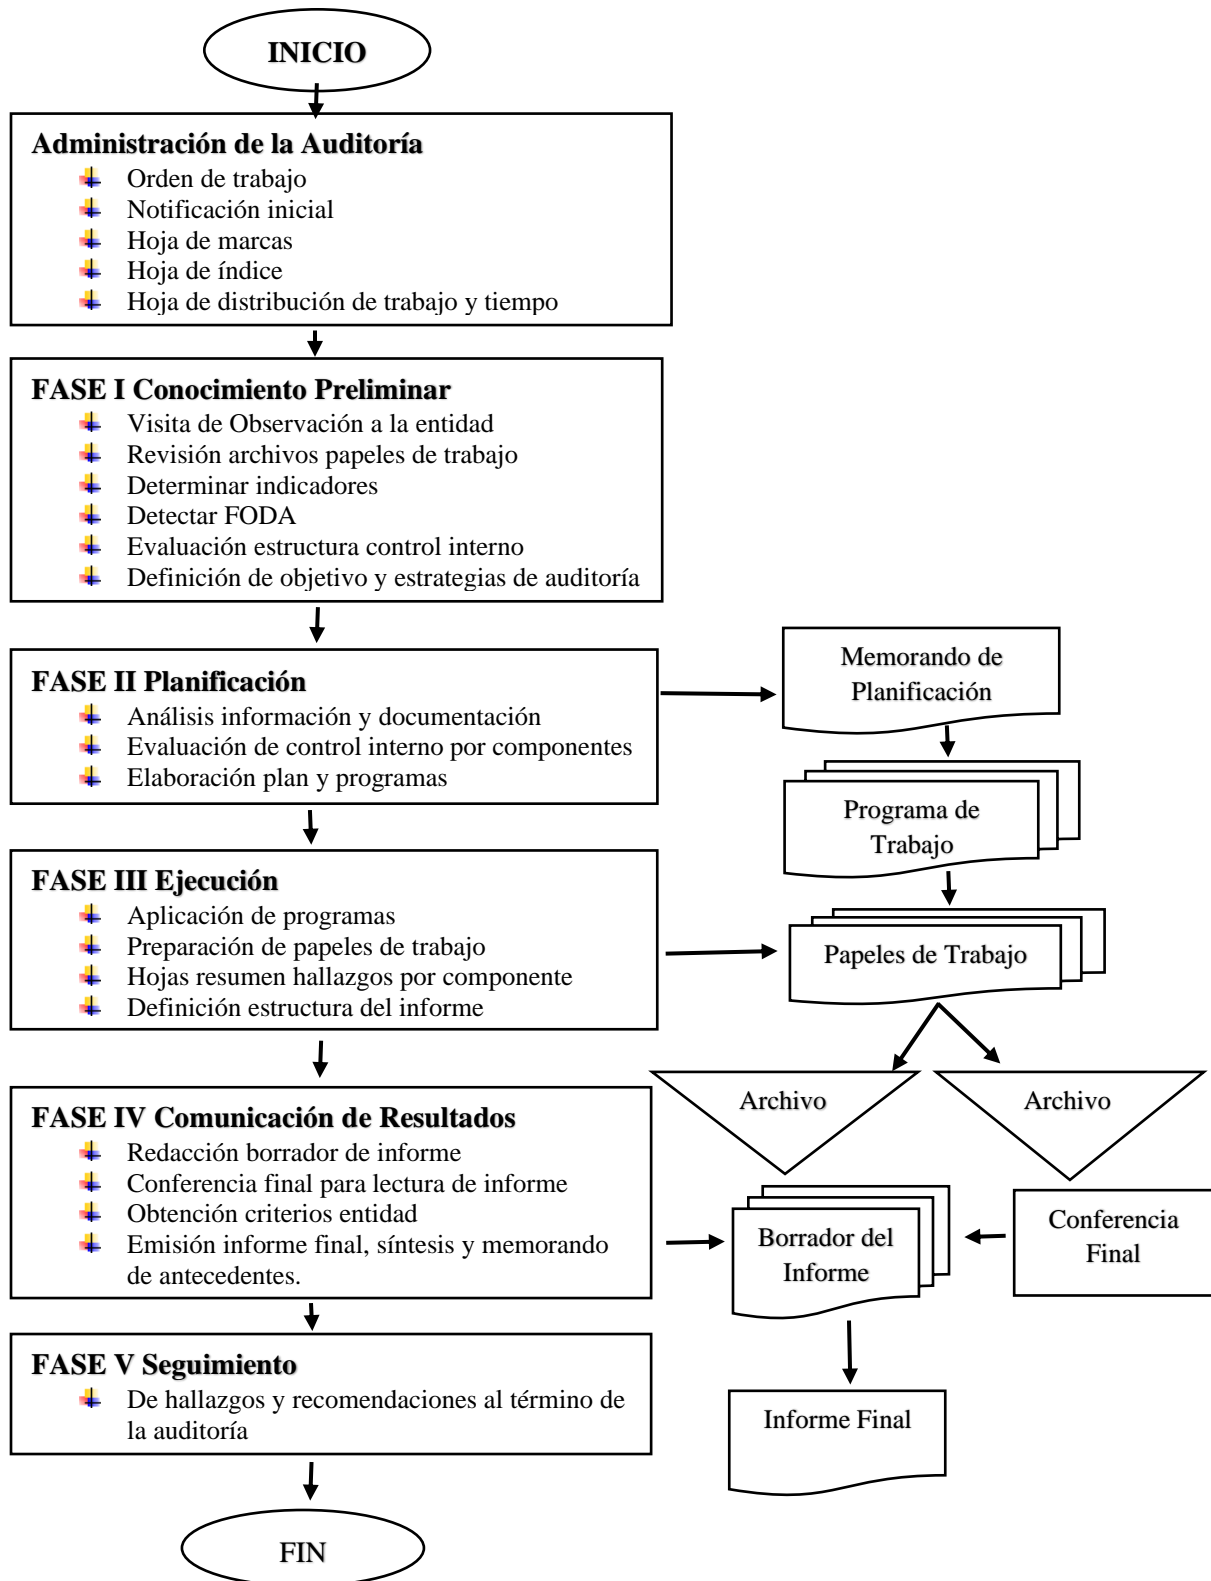 INICIO
Administración de la Auditoría
Orden de trabajo
Notificación inicial
Hoja de marcas
Hoja de índice
Hoja de distribución de trabajo y tiempo
FASE I Conocimiento Preliminar
Visita de Observación a la entidad
Revisión archivos papeles de trabajo
Determinar indicadores
Detectar FODA
Evaluación estructura control interno
Definición de objetivo y estrategias de auditoría
FASE II Planificación
Análisis información y documentación
Evaluación de control interno por componentes
Elaboración plan y programas
Memorando de
Planificación
Programa de
Trabajo
FASE III Ejecución
Aplicación de programas
Preparación de papeles de trabajo
Hojas resumen hallazgos por componente
Definición estructura del informe
Papeles de Trabajo
Archivo
Archivo
FASE IV Comunicación de Resultados
Redacción borrador de informe
Conferencia final para lectura de informe
Obtención criterios entidad
Emisión informe final, síntesis y memorando
de antecedentes.
Borrador del
Informe
Conferencia
Final
FASE V Seguimiento
De hallazgos y recomendaciones al término de
la auditoría
Informe Final
FIN